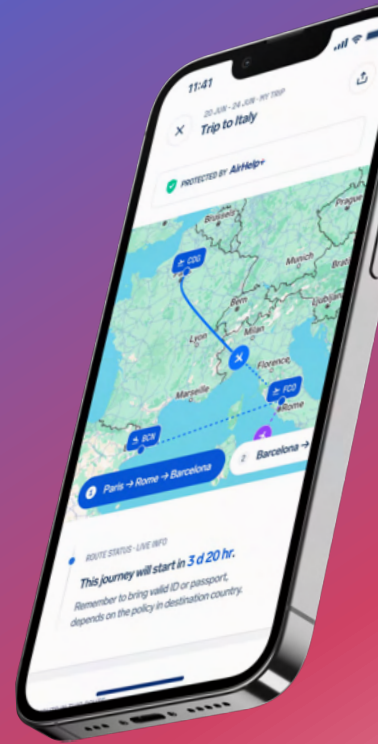 11:41
20 JUN - 24 JUN · MY TRIP
Trip to Italy
PROTECTED BY AirHelp+
Brussels
Prague
CDG
Munich
Bern
Ljubljan
Lyon
Milan
Florence
Marseille
FCO
Rome
BCN
1 Paris → Rome → Barcelona
2 Barcelona →
ROUTE STATUS · LIVE INFO
This journey will start in 3 d 20 hr.
Remember to bring valid ID or passport,
depends on the policy in destination country.